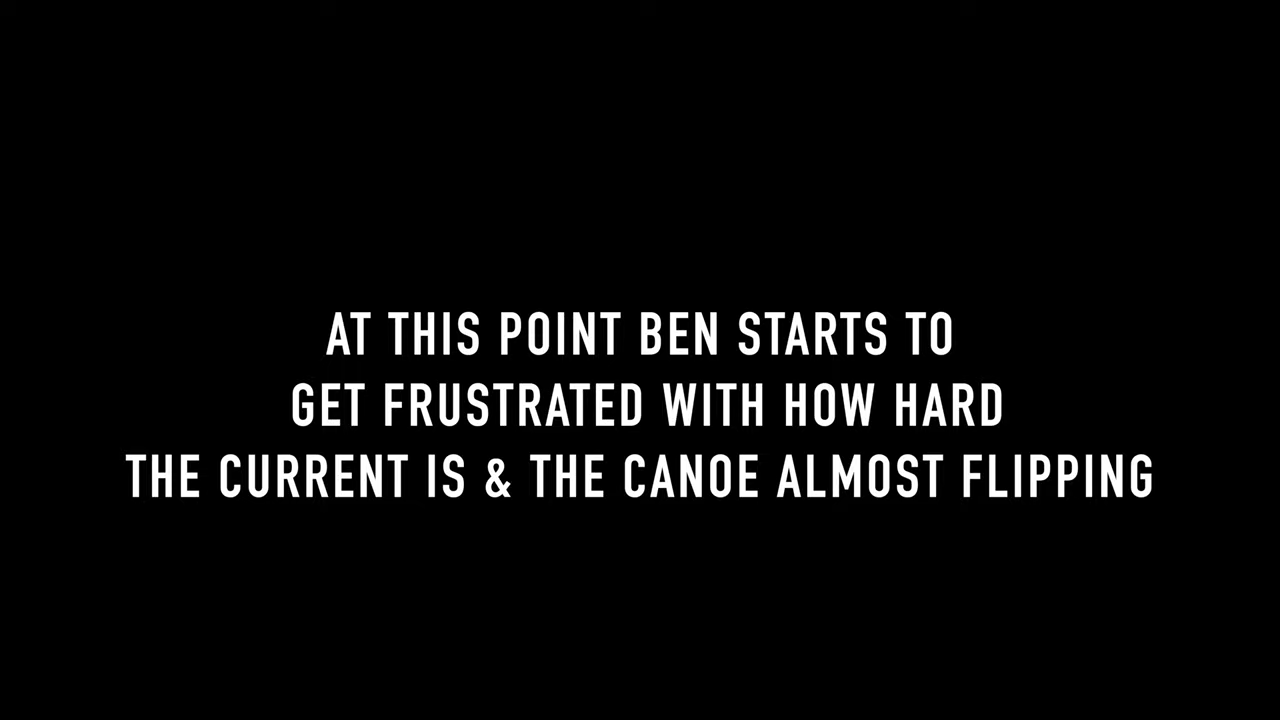 AT THIS POINT BEN STARTS TO
GET FRUSTRATED WITH HOW HARD
THE CURRENT IS & THE CANOE ALMOST FLIPPING